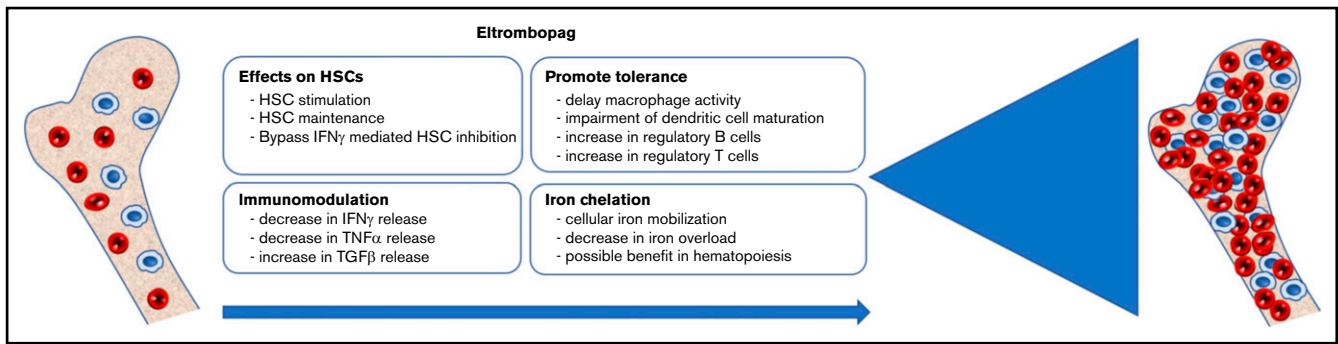 Eltrombopag
Effects on HSCs
- HSC stimulation
- HSC maintenance
- Bypass IFNγ mediated HSC inhibition
Promote tolerance
- delay macrophage activity
- impairment of dendritic cell maturation
- increase in regulatory B cells
- increase in regulatory T cells
Immunomodulation
- decrease in IFNγ release
- decrease in TNFα release
- increase in TGFβ release
Iron chelation
- cellular iron mobilization
- decrease in iron overload
- possible benefit in hematopoiesis